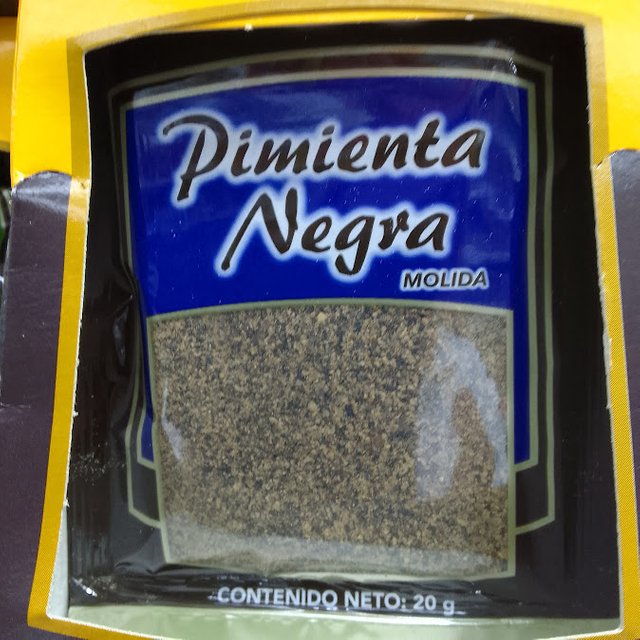 Pimienta
Negra
MOLIDA
CONTENIDO NETO: 20 g